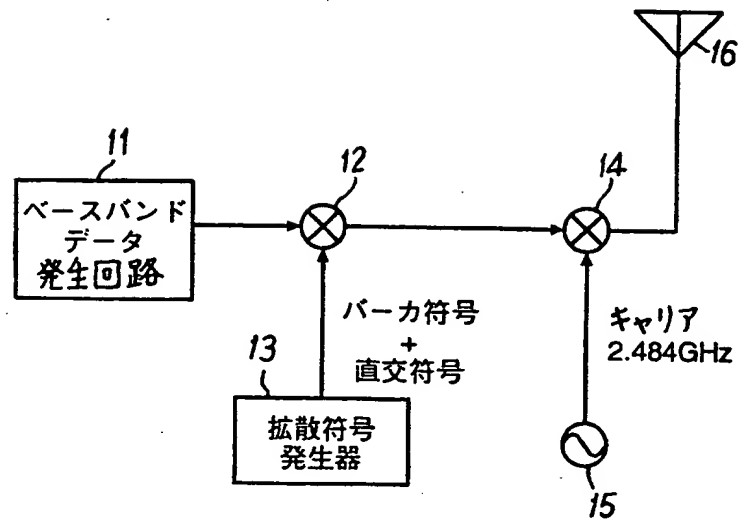 16
11
ベースバンド
データ
発生回路
12
14
バーカ符号
+
直交符号
キャリア
2.484GHz
13
拡散符号
発生器
15